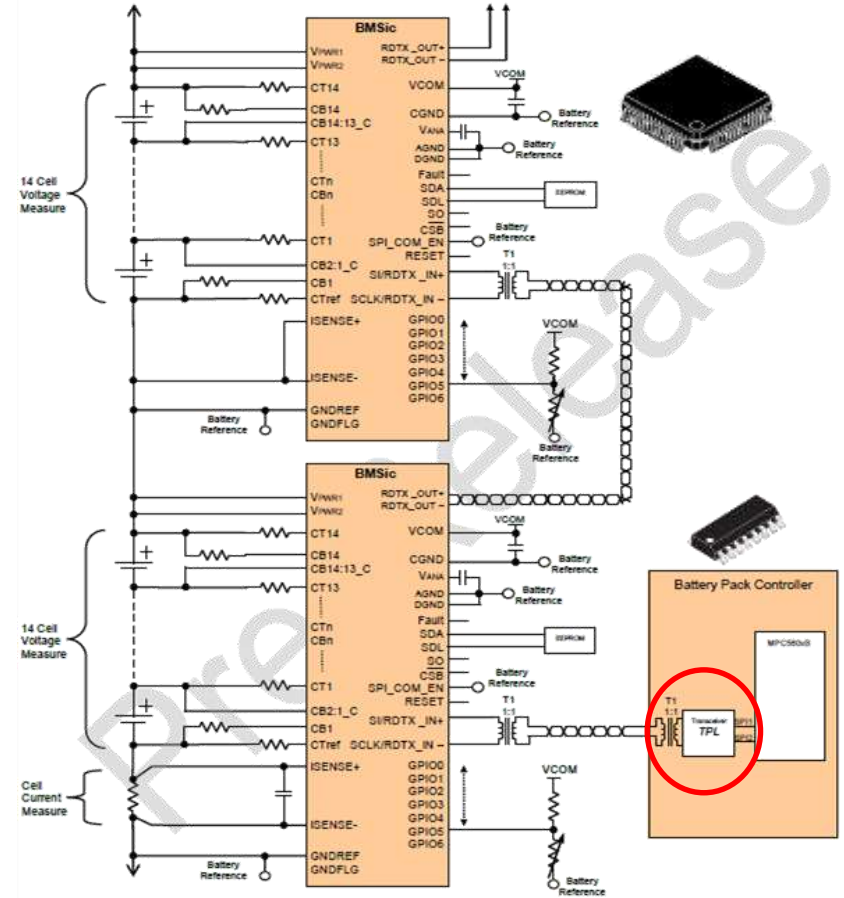 BMSic
VPWR1
VPWR2
CT14
CB14
CB14:13_C
CT13
CTn
CBn
CT1
CB2:1_C
CB1
CTref
ISENSE+
ISENSE-
GNDREF
GNDFLG
RDTX_OUT+
RDTX_OUT -
VCOM
CGND
VANA
AGND
DGND
Fault
SDA
SDL
SO
CSB
SPI_COM_EN
RESET
SI/RDTX _IN+
SCLK/RDTX_IN -
GPIO0
GPIO1
GPIO2
GPIO3
GPIO4
GPIO5
GPIO6
14 Cell
Voltage
Measure
Battery
Reference
VCOM
Battery
Reference
Battery
Reference
EEPROM
Battery
Reference
T1
1:1
VCOM
Battery
Reference
BMSic
VPWR1
VPWR2
CT14
CB14
CB14:13_C
CT13
CTn
CBn
CT1
CB2:1_C
CB1
CTref
ISENSE+
ISENSE-
GNDREF
GNDFLG
RDTX_OUT+
RDTX_OUT -
VCOM
CGND
VANA
AGND
DGND
Fault
SDA
SDL
SO
CSB
SPI_COM_EN
RESET
SI/RDTX _IN+
SCLK/RDTX_IN -
GPIO0
GPIO1
GPIO2
GPIO3
GPIO4
GPIO5
GPIO6
14 Cell
Voltage
Measure
Cell
Current
Measure
Battery
Reference
VCOM
Battery
Reference
Battery
Reference
EEPROM
Battery
Reference
T1
1:1
VCOM
Battery
Reference
Battery Pack Controller
MPC560xB
T1
1:1
Transceiver
TPL
SPI1
SPI2
Pre Release